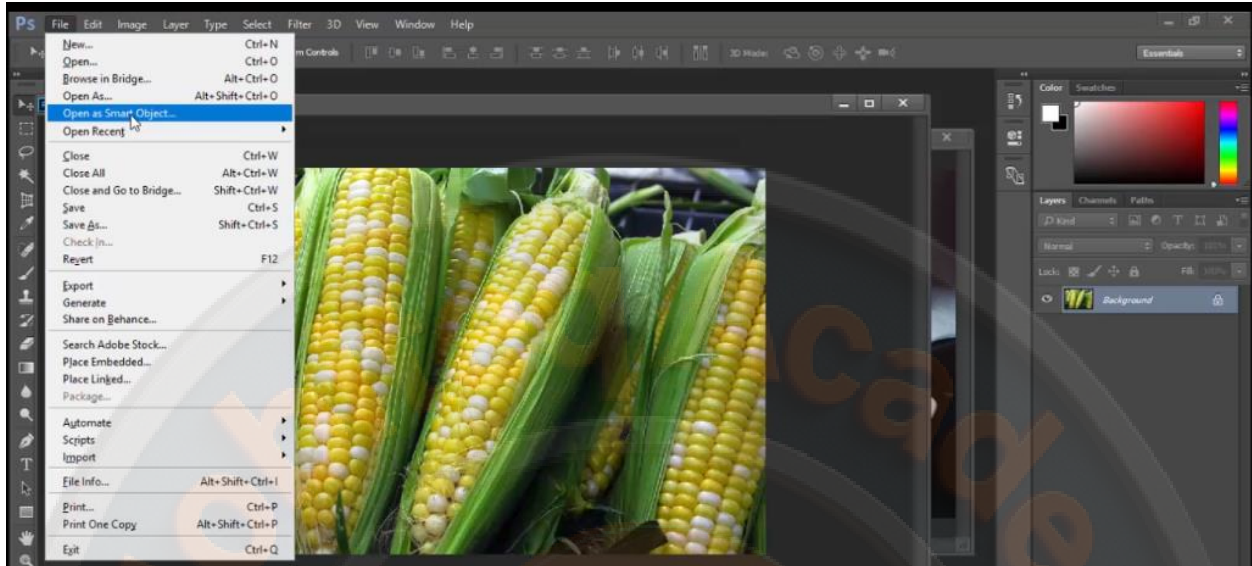 Ps File Edit Image Layer Type Select Filter 3D View Window Help
m Controls 3D Mode: Essentials
New... Ctrl+N
Open... Ctrl+O
Browse in Bridge... Alt+Ctrl+O
Open As... Alt+Shift+Ctrl+O
Open as Smart Object...
Open Recent
Close Ctrl+W
Close All Alt+Ctrl+W
Close and Go to Bridge... Shift+Ctrl+W
Save Ctrl+S
Save As... Shift+Ctrl+S
Check In...
Revert F12
Export
Generate
Share on Behance...
Search Adobe Stock...
Place Embedded...
Place Linked...
Package...
Automate
Scripts
Import
File Info... Alt+Shift+Ctrl+I
Print... Ctrl+P
Print One Copy Alt+Shift+Ctrl+P
Exit Ctrl+Q
Color Swatches
Layers Channels Paths
Kind
Normal Opacity: 100%
Lock: Fill: 100%
Background